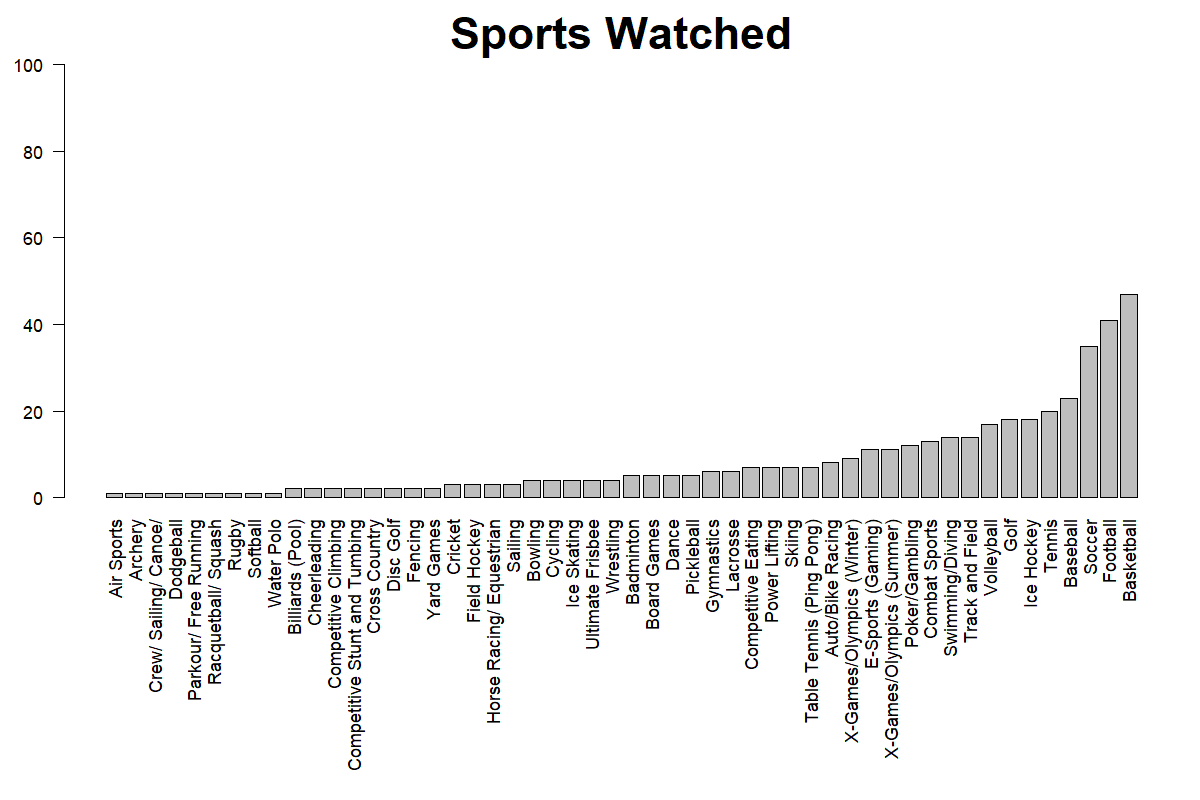 Sports Watched
100
80
60
40
20
0
Air Sports
Archery
Crew/ Sailing/ Canoe/
Dodgeball
Parkour/ Free Running
Racquetball/ Squash
Rugby
Softball
Water Polo
Billiards (Pool)
Cheerleading
Competitive Climbing
Competitive Stunt and Tumbing
Cross Country
Disc Golf
Fencing
Yard Games
Cricket
Field Hockey
Horse Racing/ Equestrian
Sailing
Bowling
Cycling
Ice Skating
Ultimate Frisbee
Wrestling
Badminton
Board Games
Dance
Pickleball
Gymnastics
Lacrosse
Competitive Eating
Power Lifting
Skiing
Table Tennis (Ping Pong)
Auto/Bike Racing
X-Games/Olympics (Winter)
E-Sports (Gaming)
X-Games/Olympics (Summer)
Poker/Gambling
Combat Sports
Swimming/Diving
Track and Field
Volleyball
Golf
Ice Hockey
Tennis
Baseball
Soccer
Football
Basketball